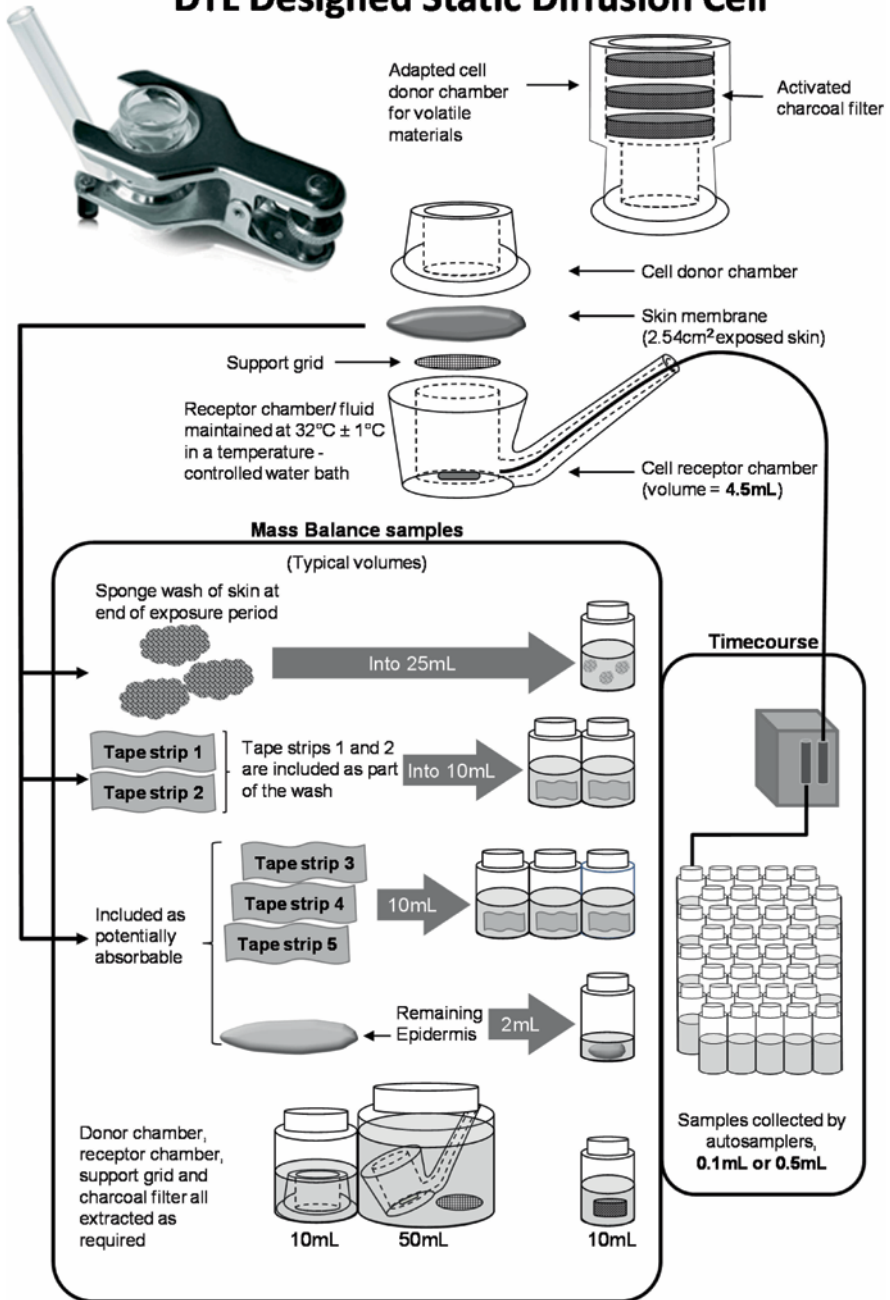 DTL Designed Static Diffusion Cell
Adapted cell
donor chamber
for volatile
materials
Activated
charcoal filter
Cell donor chamber
Skin membrane
(2.54cm² exposed skin)
Support grid
Receptor chamber/ fluid
maintained at 32°C ± 1°C
in a temperature -
controlled water bath
Cell receptor chamber
(volume = 4.5mL)
Mass Balance samples
(Typical volumes)
Sponge wash of skin at
end of exposure period
Into 25mL
Tape strip 1
Tape strip 2
Tape strips 1 and 2
are included as part
of the wash
Into 10mL
Included as
potentially
absorbable
Tape strip 3
Tape strip 4
Tape strip 5
10mL
Remaining
Epidermis
2mL
Donor chamber,
receptor chamber,
support grid and
charcoal filter all
extracted as
required
10mL
50mL
10mL
Timecourse
Samples collected by
autosamplers,
0.1mL or 0.5mL